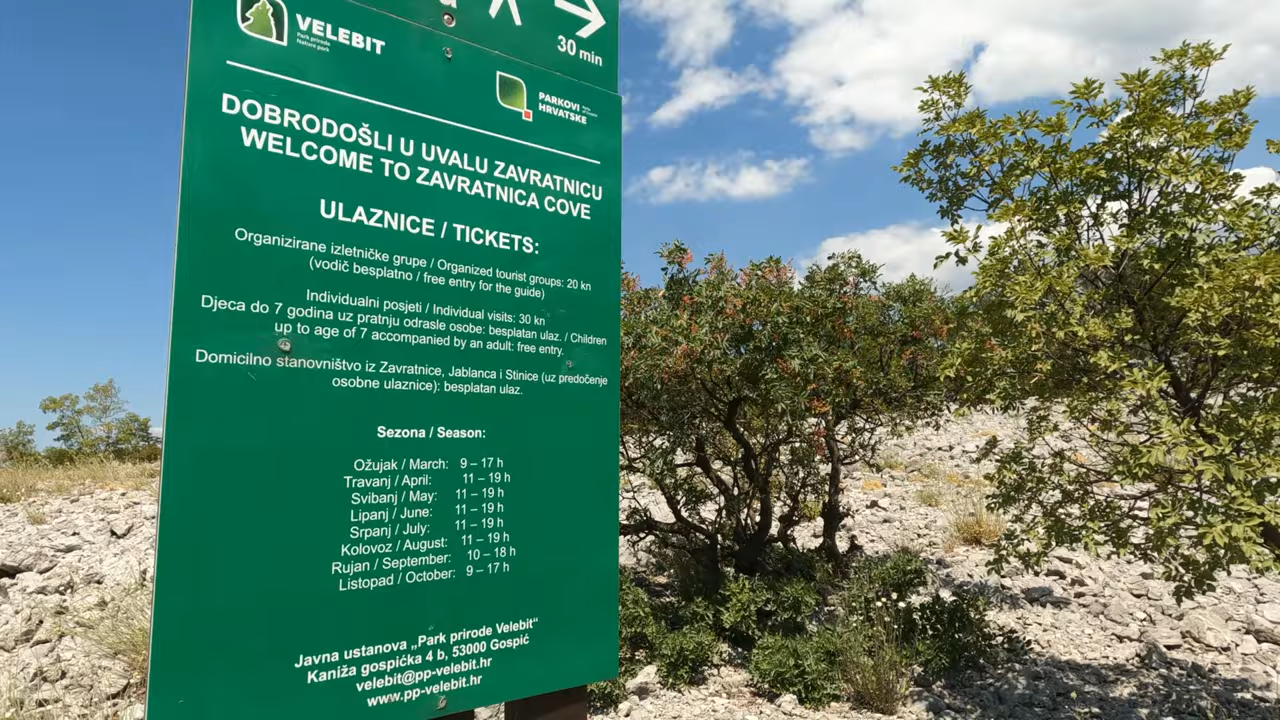 30 min
VELEBIT
Park prirode
Nature park
PARKOVI
HRVATSKE
DOBRODOŠLI U UVALU ZAVRATNICU
WELCOME TO ZAVRATNICA COVE
ULAZNICE / TICKETS:
Organizirane izletničke grupe / Organized tourist groups: 20 kn
(vodič besplatno / free entry for the guide)
Individualni posjeti / Individual visits: 30 kn
Djeca do 7 godina uz pratnju odrasle osobe: besplatan ulaz. / Children
up to age of 7 accompanied by an adult: free entry.
Domicilno stanovništvo iz Zavratnice, Jablanca i Stinice (uz predočenje
osobne ulaznice): besplatan ulaz.
Sezona / Season:
Ožujak / March: 9 – 17 h
Travanj / April: 11 – 19 h
Svibanj / May: 11 – 19 h
Lipanj / June: 11 – 19 h
Srpanj / July: 11 – 19 h
Kolovoz / August: 11 – 19 h
Rujan / September: 10 – 18 h
Listopad / October: 9 – 17 h
Javna ustanova „Park prirode Velebit“
Kaniža gospićka 4 b, 53000 Gospić
velebit@pp-velebit.hr
www.pp-velebit.hr